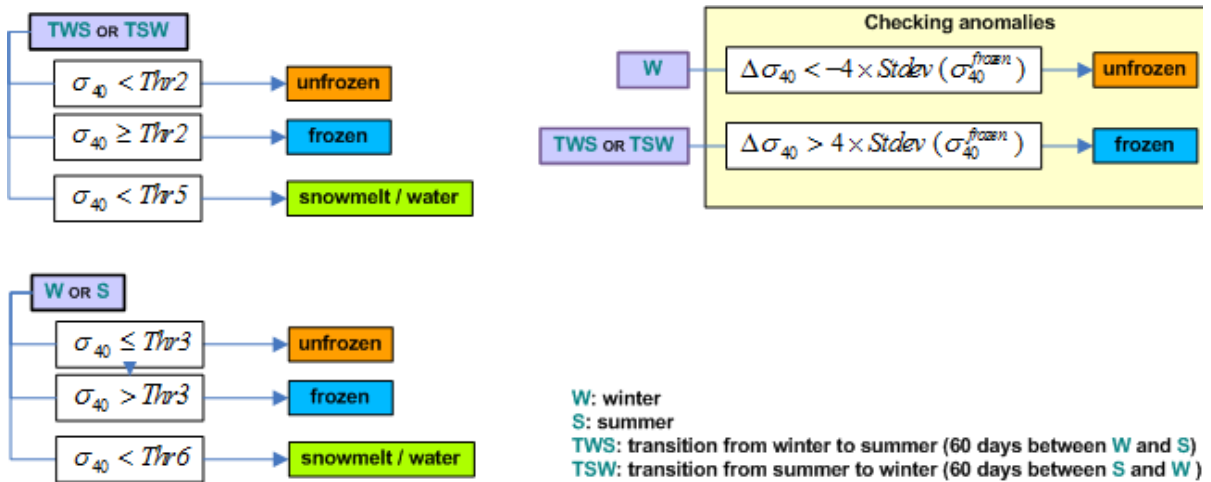 TWS OR TSW
σ40 < Thr2
unfrozen
σ40 ≥ Thr2
frozen
σ40 < Thr5
snowmelt / water
Checking anomalies
W
Δσ40 < −4 × Stdev (σ40^frozen)
unfrozen
TWS OR TSW
Δσ40 > 4 × Stdev (σ40^frozen)
frozen
W OR S
σ40 ≤ Thr3
unfrozen
σ40 > Thr3
frozen
σ40 < Thr6
snowmelt / water
W: winter
S: summer
TWS: transition from winter to summer (60 days between W and S)
TSW: transition from summer to winter (60 days between S and W )